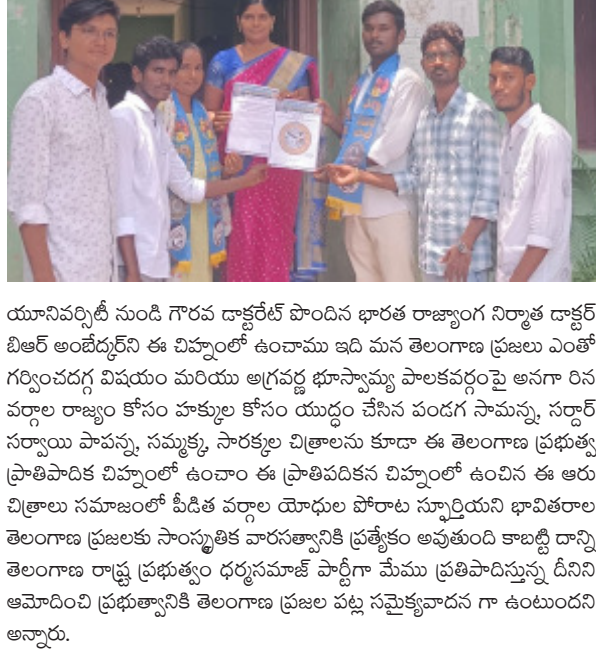 యూనివర్సిటీ నుండి గౌరవ డాక్టరేట్ పొందిన భారత రాజ్యాంగ నిర్మాత డాక్టర్
బిఆర్ అంబేద్కర్‌ని ఈ చిహ్నంలో ఉంచాము ఇది మన తెలంగాణ ప్రజలు ఎంతో
గర్వించదగ్గ విషయం మరియు అగ్రవర్ణ భూస్వామ్య పాలకవర్గంపై అనగా రిన
వర్గాల రాజ్యం కోసం హక్కుల కోసం యుద్ధం చేసిన పండగ సామన్న, సర్దార్
సర్వాయి పాపన్న, సమ్మక్క సారక్కల చిత్రాలను కూడా ఈ తెలంగాణ ప్రభుత్వ
ప్రాతిపాదిక చిహ్నంలో ఉంచాం ఈ ప్రాతిపదికన చిహ్నంలో ఉంచిన ఈ ఆరు
చిత్రాలు సమాజంలో పీడిత వర్గాల యోధుల పోరాట స్ఫూర్తియని భావితరాల
తెలంగాణ ప్రజలకు సాంస్కృతిక వారసత్వానికి ప్రత్యేకం అవుతుంది కాబట్టి దాన్ని
తెలంగాణ రాష్ట్ర ప్రభుత్వం ధర్మసమాజ్ పార్టీగా మేము ప్రతిపాదిస్తున్న దీనిని
ఆమోదించి ప్రభుత్వానికి తెలంగాణ ప్రజల పట్ల సమైక్యవాదన గా ఉంటుందని
అన్నారు.